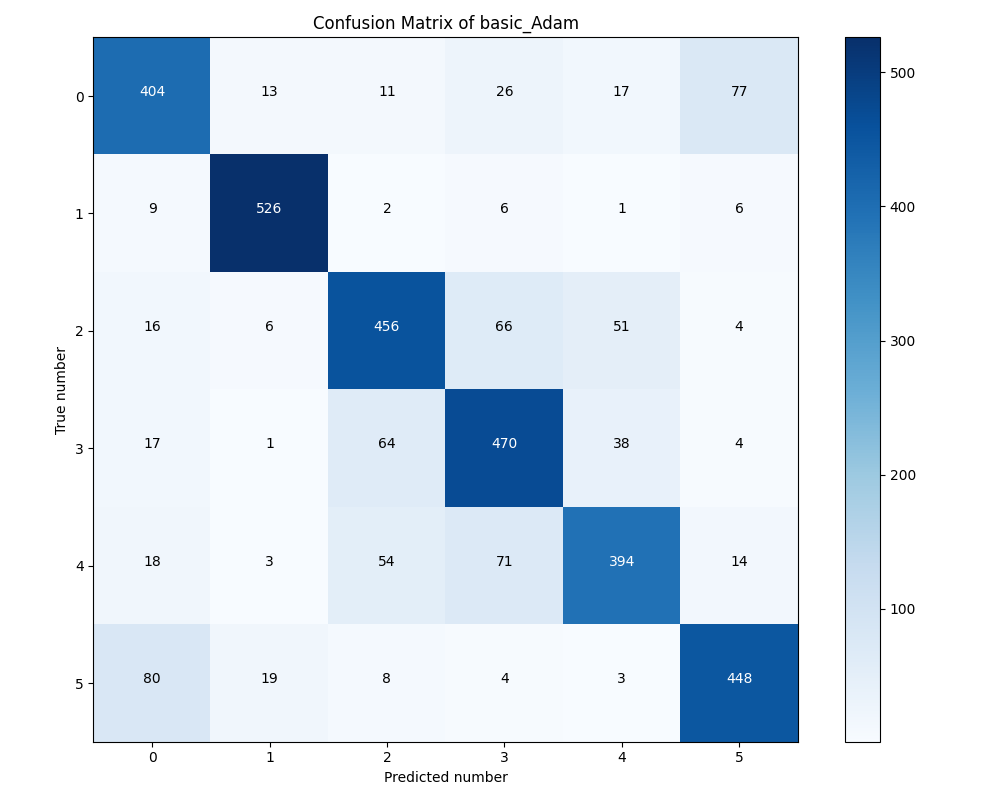 Confusion Matrix of basic_Adam
0 404 13 11 26 17 77
1 9 526 2 6 1 6
2 16 6 456 66 51 4
3 17 1 64 470 38 4
4 18 3 54 71 394 14
5 80 19 8 4 3 448
0 1 2 3 4 5
Predicted number
True number
500
400
300
200
100